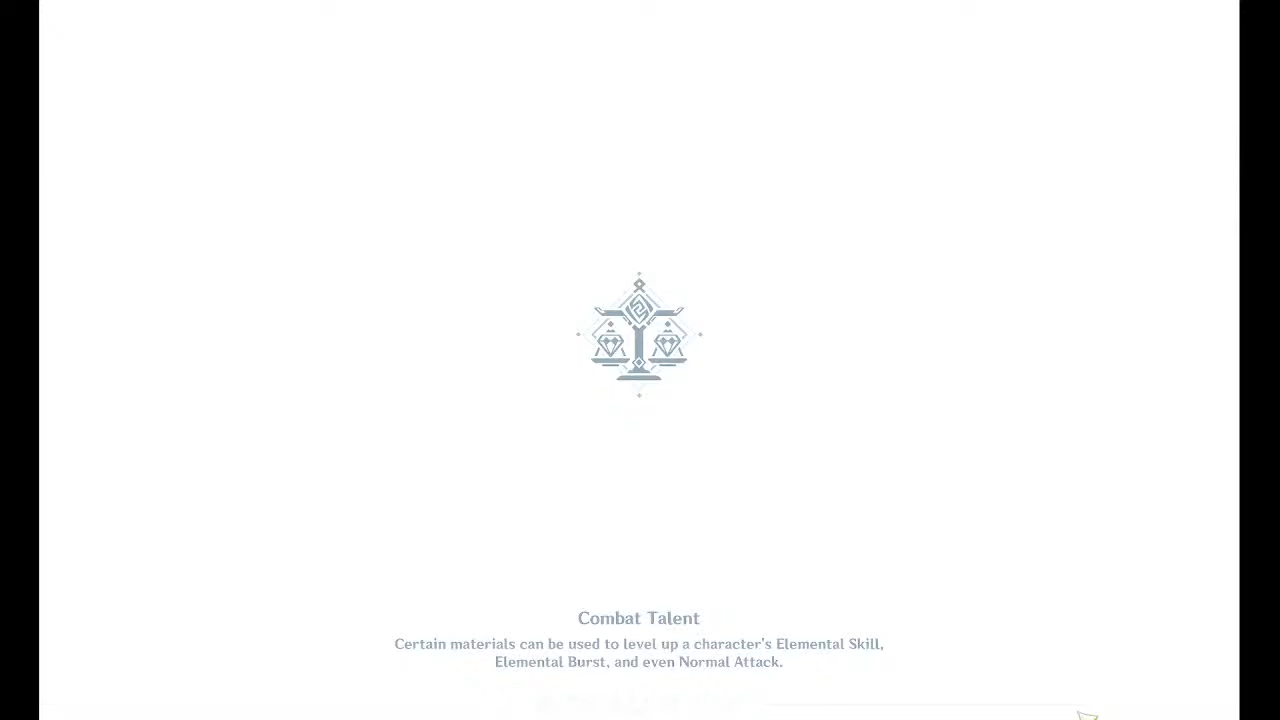 Combat Talent
Certain materials can be used to level up a character's Elemental Skill,
Elemental Burst, and even Normal Attack.